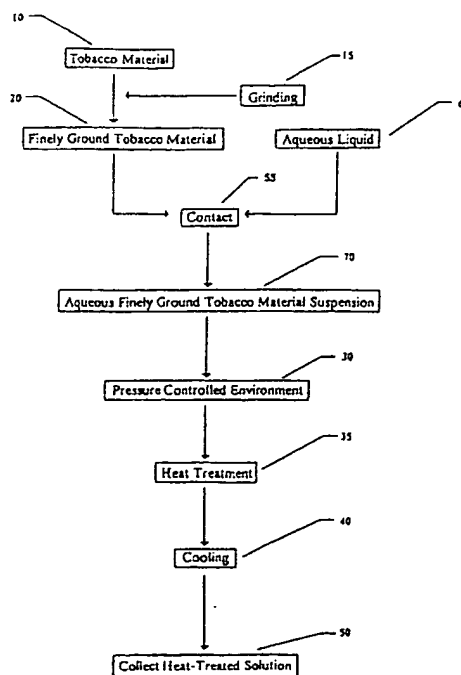 10
Tobacco Material
15
Grinding
20
Finely Ground Tobacco Material
Aqueous Liquid
55
Contact
70
Aqueous Finely Ground Tobacco Material Suspension
30
Pressure Controlled Environment
35
Heat Treatment
40
Cooling
50
Collect Heat-Treated Solution